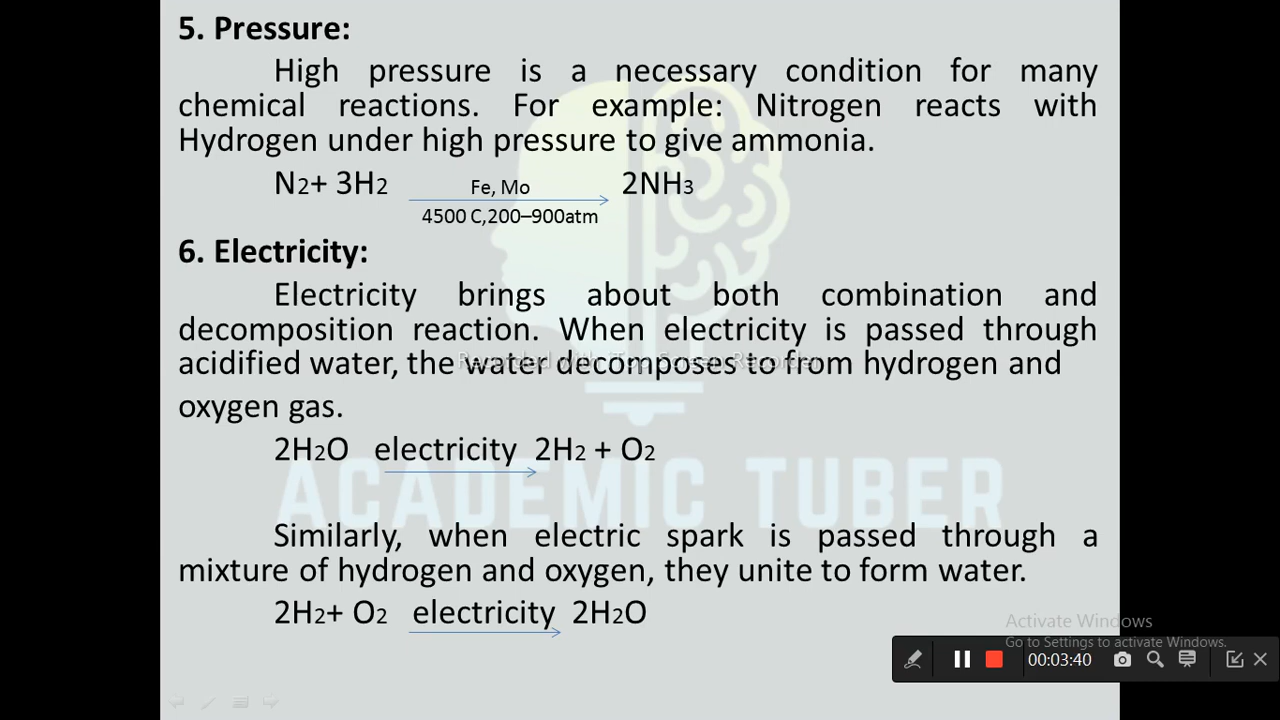 5. Pressure:
High pressure is a necessary condition for many
chemical reactions. For example: Nitrogen reacts with
Hydrogen under high pressure to give ammonia.
N2+ 3H2 Fe, Mo 2NH3
4500 C,200–900atm
6. Electricity:
Electricity brings about both combination and
decomposition reaction. When electricity is passed through
acidified water, the water decomposes to from hydrogen and
Recorded with iTop Screen Recorder
oxygen gas.
2H2O electricity 2H2 + O2
ACADEMIC TUBER
Similarly, when electric spark is passed through a
mixture of hydrogen and oxygen, they unite to form water.
2H2+ O2 electricity 2H2O
Activate Windows
Go to Settings to activate Windows.
00:03:40